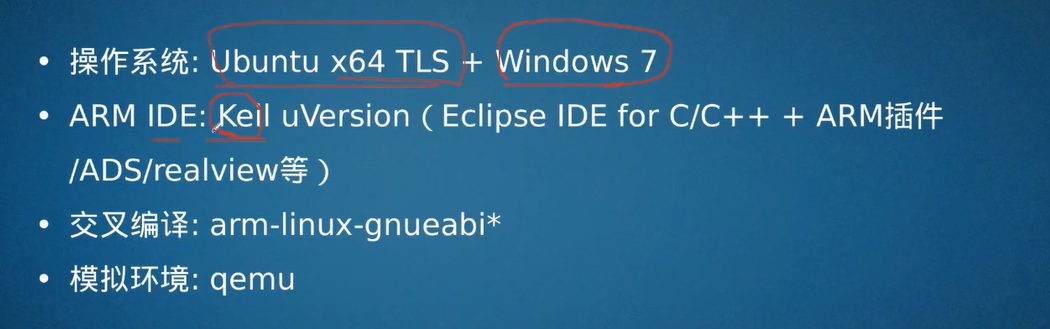 • 操作系统: Ubuntu x64 TLS + Windows 7
• ARM IDE: Keil uVersion（Eclipse IDE for C/C++ + ARM插件
/ADS/realview等）
• 交叉编译: arm-linux-gnueabi*
• 模拟环境: qemu